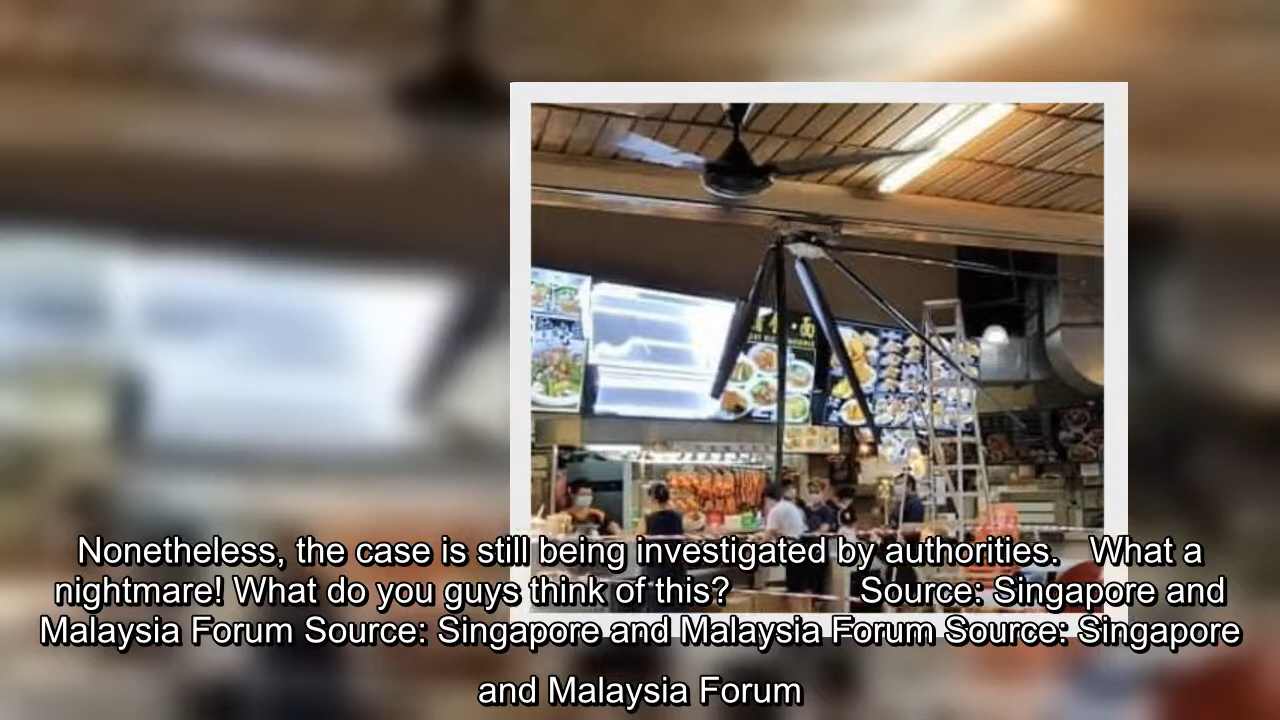 Nonetheless, the case is still being investigated by authorities. What a
nightmare! What do you guys think of this? Source: Singapore and
Malaysia Forum Source: Singapore and Malaysia Forum Source: Singapore
and Malaysia Forum